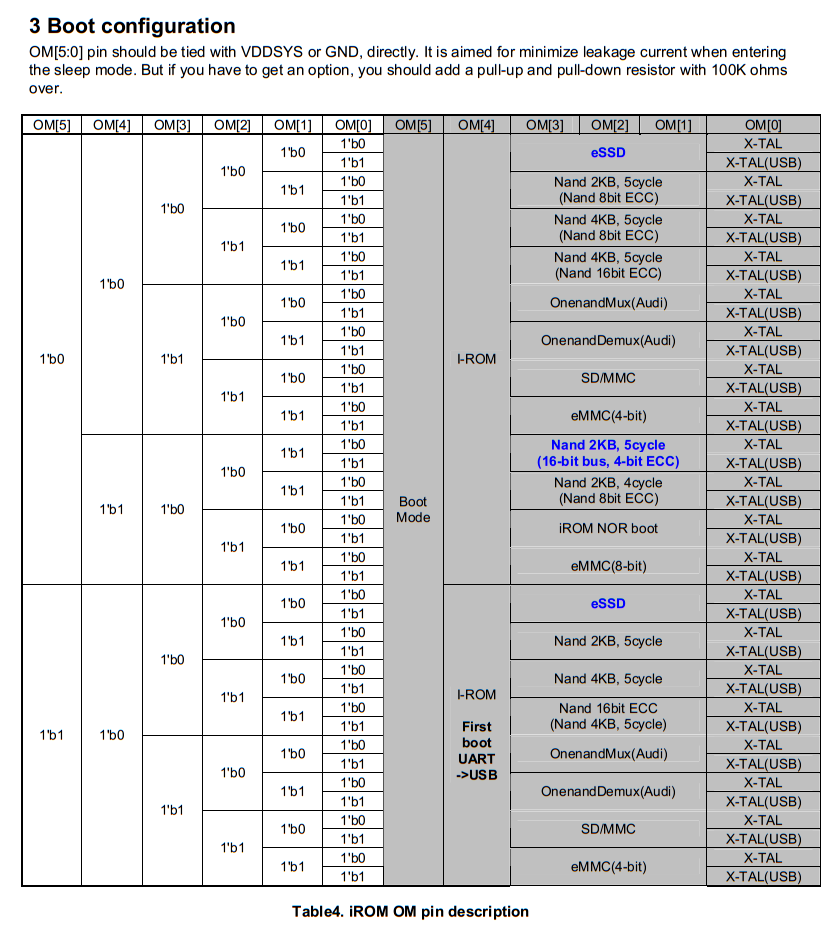 3 Boot configuration
OM[5:0] pin should be tied with VDDSYS or GND, directly. It is aimed for minimize leakage current when entering
the sleep mode. But if you have to get an option, you should add a pull-up and pull-down resistor with 100K ohms
over.
OM[5] OM[4] OM[3] OM[2] OM[1] OM[0] OM[5] OM[4] OM[3] OM[2] OM[1] OM[0]
1'b0 1'b0 1'b0 1'b0 1'b0 1'b0 Boot Mode I-ROM eSSD X-TAL
1'b1 X-TAL(USB)
1'b1 1'b0 Nand 2KB, 5cycle X-TAL
1'b1 (Nand 8bit ECC) X-TAL(USB)
1'b1 1'b0 1'b0 Nand 4KB, 5cycle X-TAL
1'b1 (Nand 8bit ECC) X-TAL(USB)
1'b1 1'b0 Nand 4KB, 5cycle X-TAL
1'b1 (Nand 16bit ECC) X-TAL(USB)
1'b1 1'b0 1'b0 1'b0 OnenandMux(Audi) X-TAL
1'b1 X-TAL(USB)
1'b1 1'b0 OnenandDemux(Audi) X-TAL
1'b1 X-TAL(USB)
1'b1 1'b0 1'b0 SD/MMC X-TAL
1'b1 X-TAL(USB)
1'b1 1'b0 eMMC(4-bit) X-TAL
1'b1 X-TAL(USB)
1'b1 1'b0 1'b0 1'b1 1'b0 Nand 2KB, 5cycle X-TAL
1'b1 (16-bit bus, 4-bit ECC) X-TAL(USB)
1'b1 1'b0 Nand 2KB, 4cycle X-TAL
1'b1 (Nand 8bit ECC) X-TAL(USB)
1'b1 1'b0 1'b0 iROM NOR boot X-TAL
1'b1 X-TAL(USB)
1'b1 1'b0 eMMC(8-bit) X-TAL
1'b1 X-TAL(USB)
1'b1 1'b0 1'b0 1'b0 1'b0 1'b0 I-ROM First boot UART ->USB eSSD X-TAL
1'b1 X-TAL(USB)
1'b1 1'b0 Nand 2KB, 5cycle X-TAL
1'b1 X-TAL(USB)
1'b1 1'b0 1'b0 Nand 4KB, 5cycle X-TAL
1'b1 X-TAL(USB)
1'b1 1'b0 Nand 16bit ECC X-TAL
1'b1 (Nand 4KB, 5cycle) X-TAL(USB)
1'b1 1'b0 1'b0 1'b0 OnenandMux(Audi) X-TAL
1'b1 X-TAL(USB)
1'b1 1'b0 OnenandDemux(Audi) X-TAL
1'b1 X-TAL(USB)
1'b1 1'b0 1'b0 SD/MMC X-TAL
1'b1 X-TAL(USB)
1'b1 1'b0 eMMC(4-bit) X-TAL
1'b1 X-TAL(USB)
Table4. iROM OM pin description